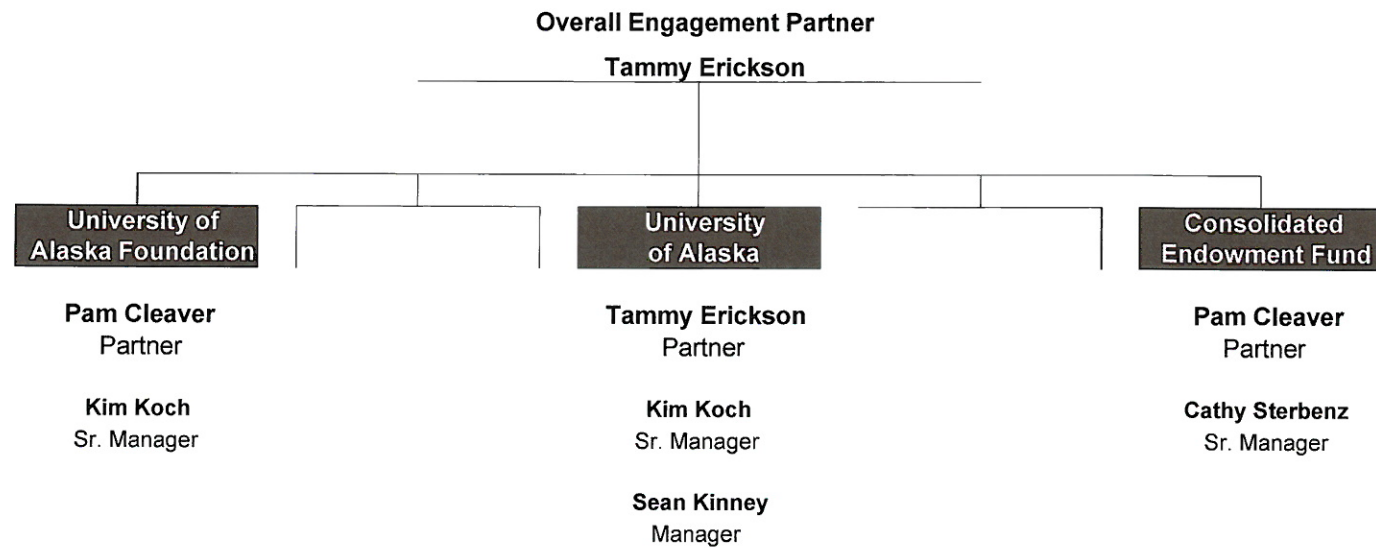 Overall Engagement Partner
Tammy Erickson
University of
Alaska Foundation
Pam Cleaver
Partner
Kim Koch
Sr. Manager
University
of Alaska
Tammy Erickson
Partner
Kim Koch
Sr. Manager
Sean Kinney
Manager
Consolidated
Endowment Fund
Pam Cleaver
Partner
Cathy Sterbenz
Sr. Manager